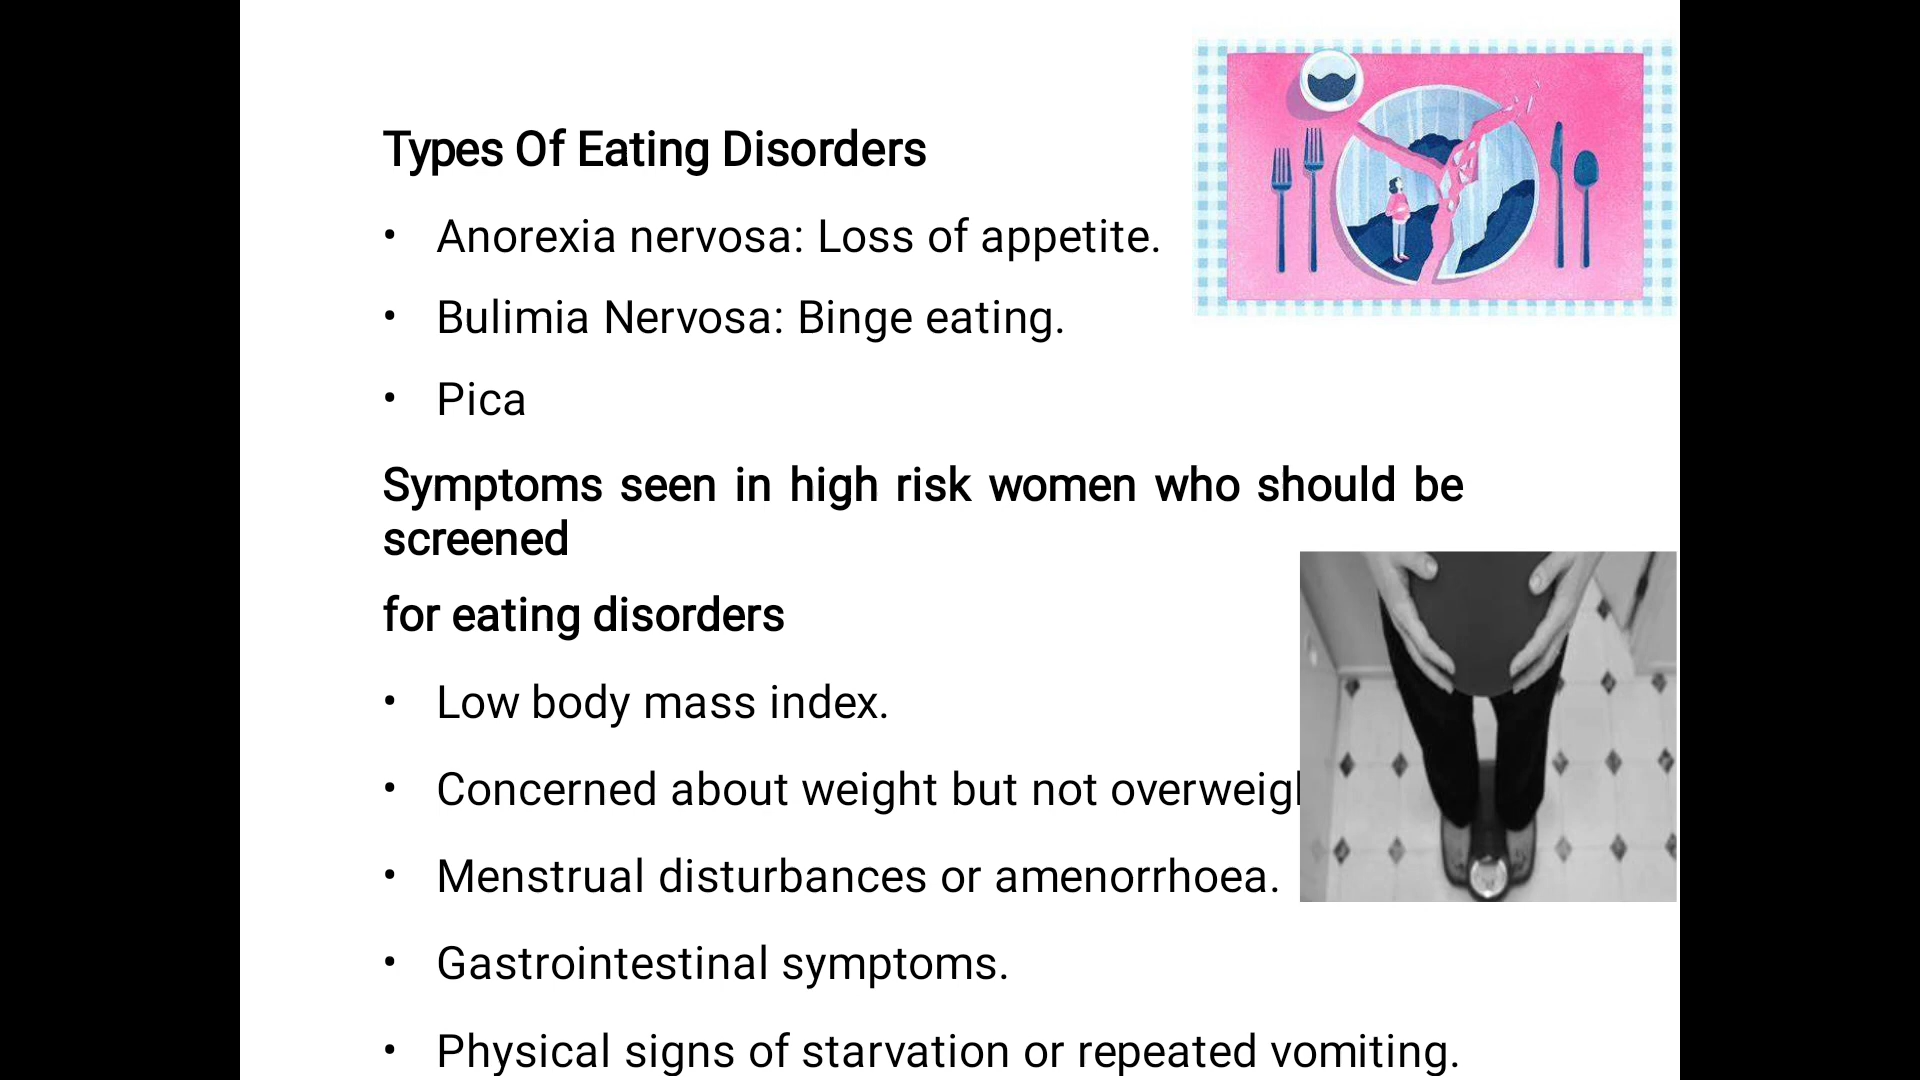 Types Of Eating Disorders
• Anorexia nervosa: Loss of appetite.
• Bulimia Nervosa: Binge eating.
• Pica
Symptoms seen in high risk women who should be
screened
for eating disorders
• Low body mass index.
• Concerned about weight but not
• Menstrual disturbances or amenorrhoea.
• Gastrointestinal symptoms.
• Physical signs of starvation or repeated vomiting.